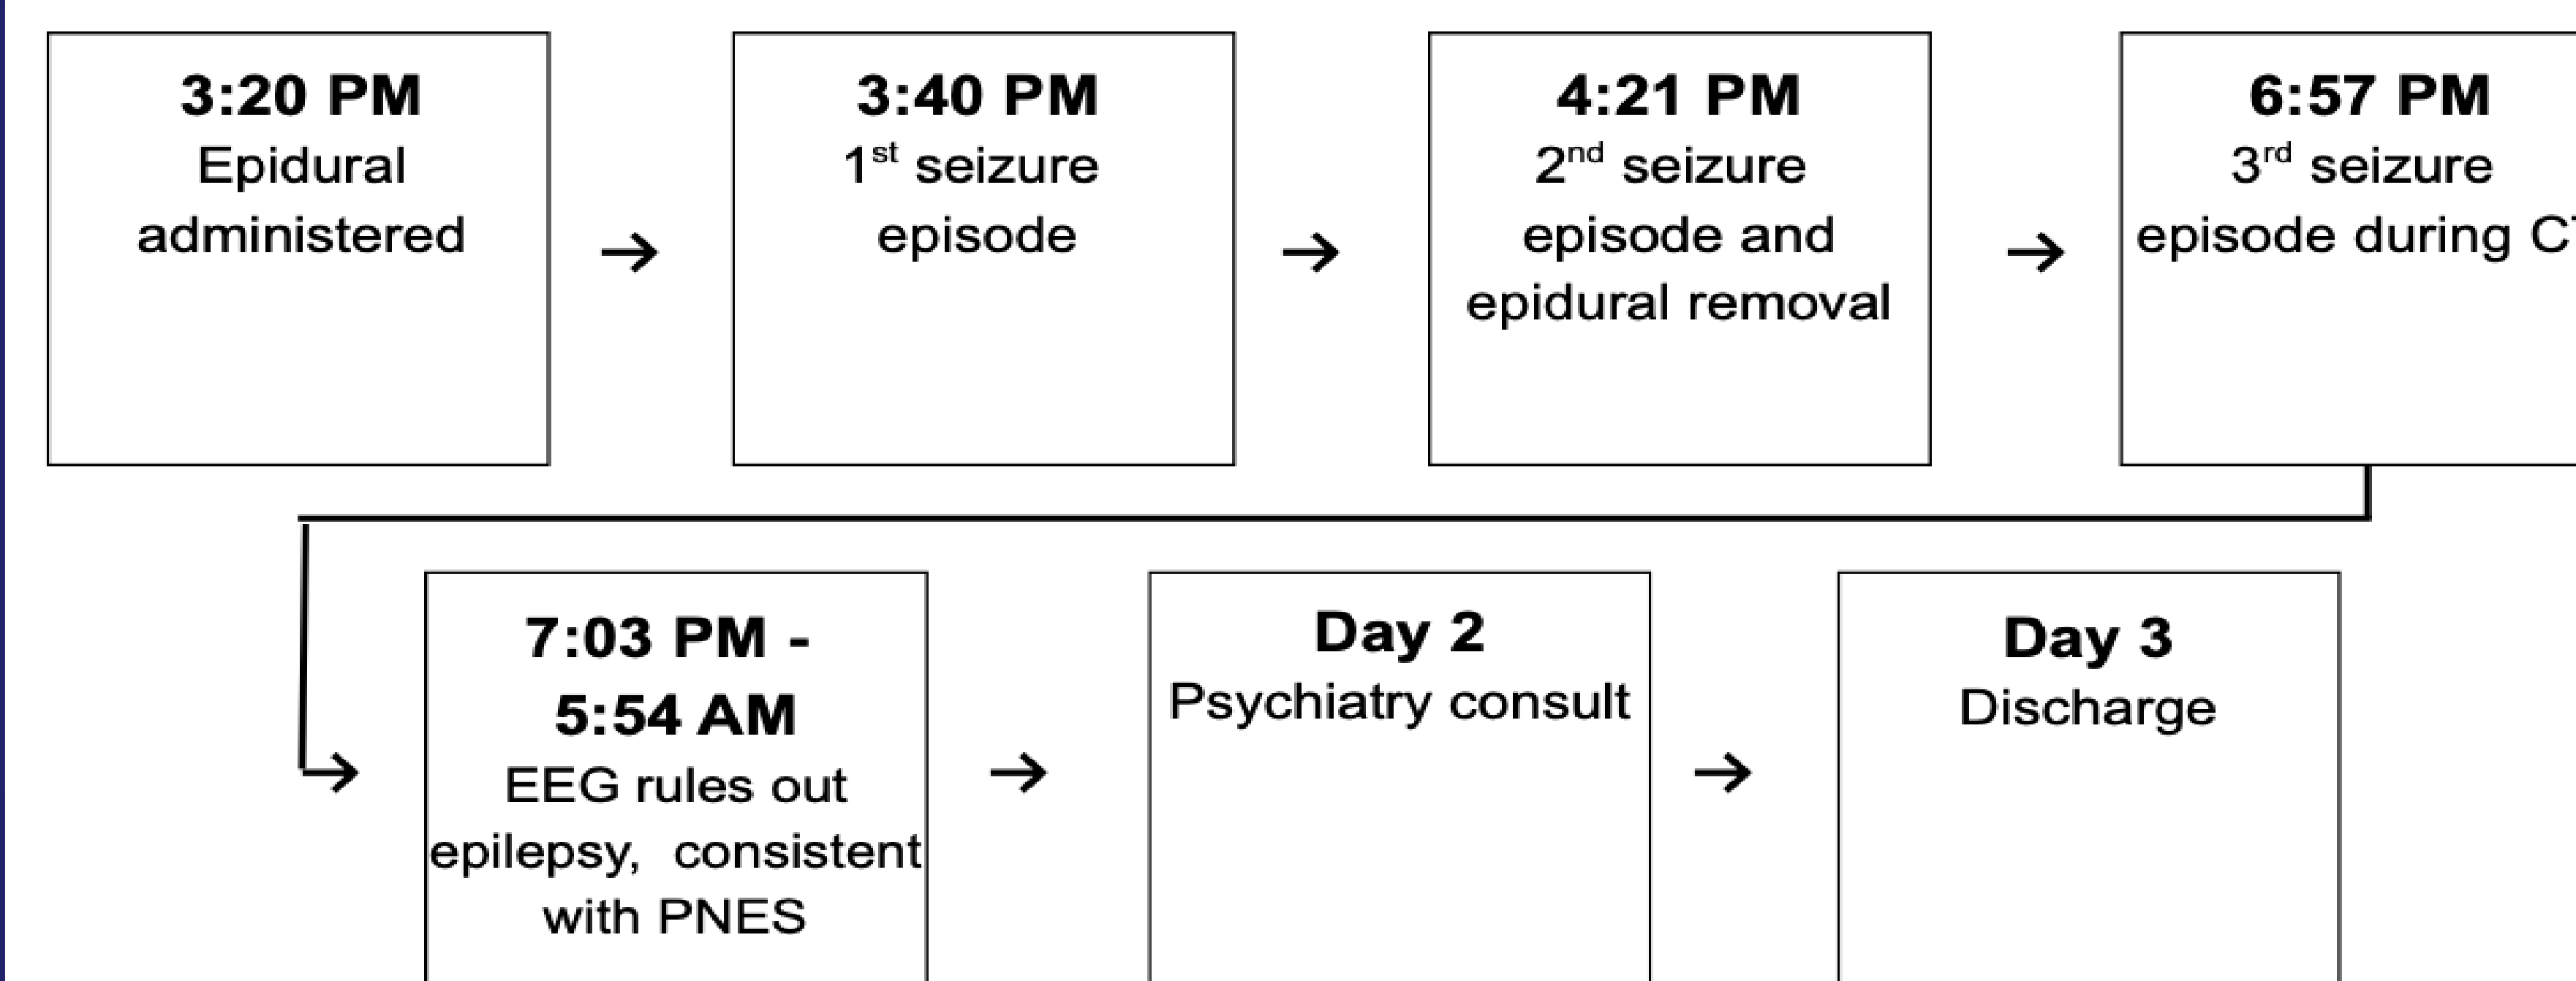 3:20 PM
Epidural
administered
→
3:40 PM
1st seizure
episode
→
4:21 PM
2nd seizure
episode and
epidural removal
→
6:57 PM
3rd seizure
episode during
7:03 PM -
5:54 AM
EEG rules out
epilepsy,  consistent
with PNES
→
Day 2
Psychiatry consult
→
Day 3
Discharge